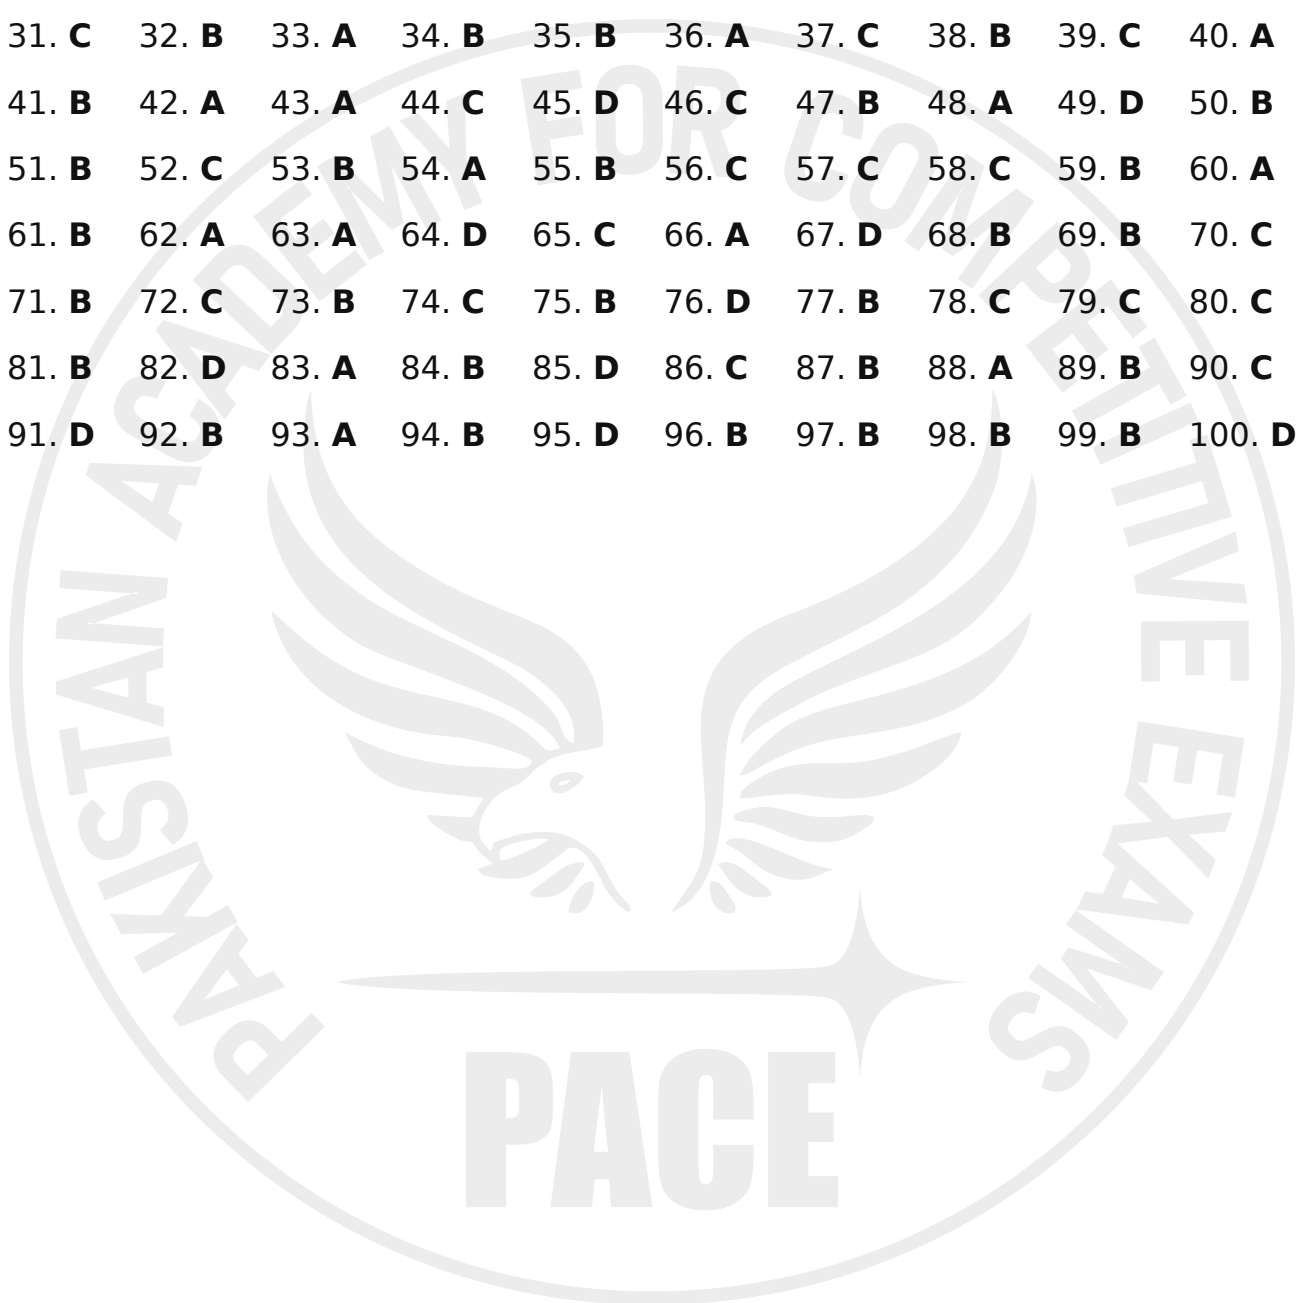 31. C 32. B 33. A 34. B 35. B 36. A 37. C 38. B 39. C 40. A
41. B 42. A 43. A 44. C 45. D 46. C 47. B 48. A 49. D 50. B
51. B 52. C 53. B 54. A 55. B 56. C 57. C 58. C 59. B 60. A
61. B 62. A 63. A 64. D 65. C 66. A 67. D 68. B 69. B 70. C
71. B 72. C 73. B 74. C 75. B 76. D 77. B 78. C 79. C 80. C
81. B 82. D 83. A 84. B 85. D 86. C 87. B 88. A 89. B 90. C
91. D 92. B 93. A 94. B 95. D 96. B 97. B 98. B 99. B 100. D
PAKISTAN ACADEMY FOR COMPETITIVE EXAMS
PACE